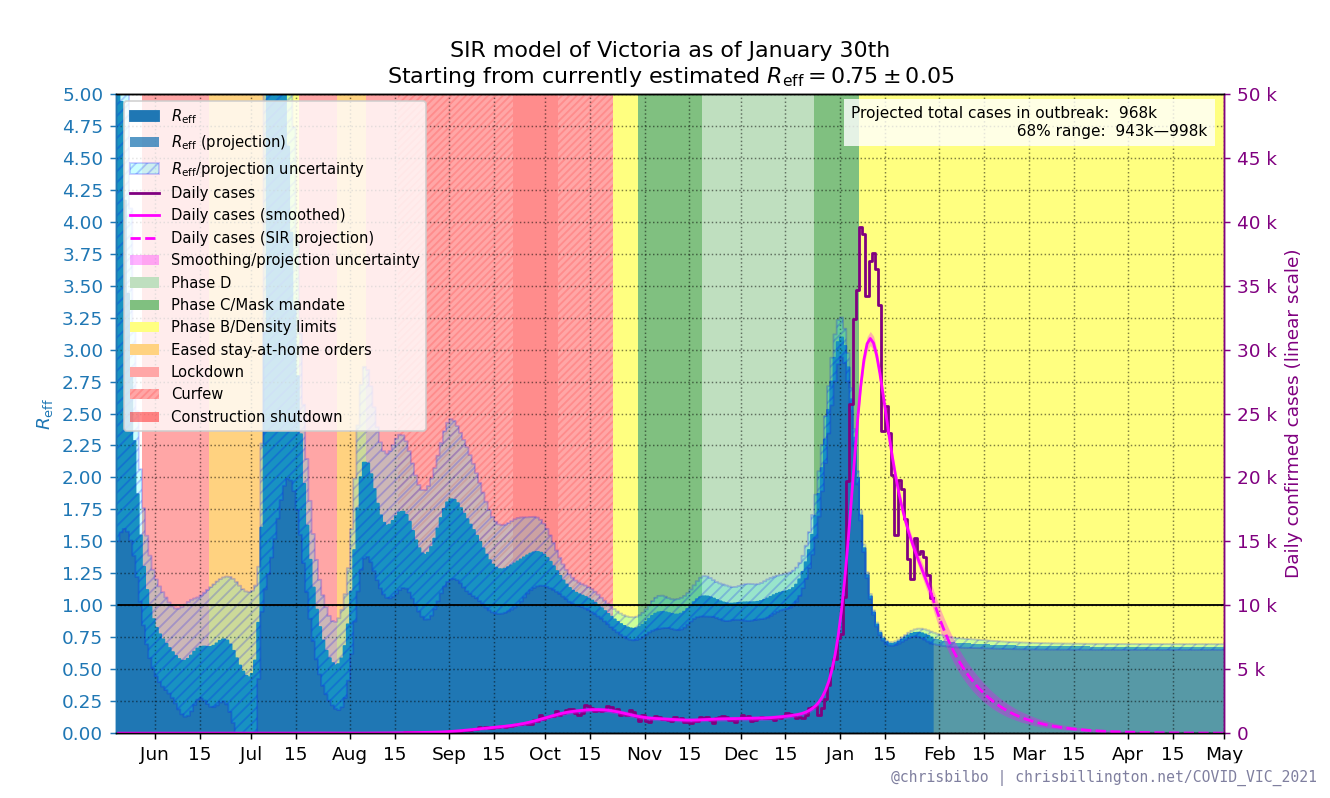 SIR model of Victoria as of January 30th
Starting from currently estimated R_eff = 0.75 ± 0.05
Projected total cases in outbreak: 968k
68% range: 943k—998k
R_eff
R_eff (projection)
R_eff/projection uncertainty
Daily cases
Daily cases (smoothed)
Daily cases (SIR projection)
Smoothing/projection uncertainty
Phase D
Phase C/Mask mandate
Phase B/Density limits
Eased stay-at-home orders
Lockdown
Curfew
Construction shutdown
5.00
4.75
4.50
4.25
4.00
3.75
3.50
3.25
3.00
2.75
2.50
2.25
2.00
1.75
1.50
1.25
1.00
0.75
0.50
0.25
0.00
R_eff
50 k
45 k
40 k
35 k
30 k
25 k
20 k
15 k
10 k
5 k
0
Daily confirmed cases (linear scale)
Jun 15 Jul 15 Aug 15 Sep 15 Oct 15 Nov 15 Dec 15 Jan 15 Feb 15 Mar 15 Apr 15 May
@chrisbilbo | chrisbillington.net/COVID_VIC_2021